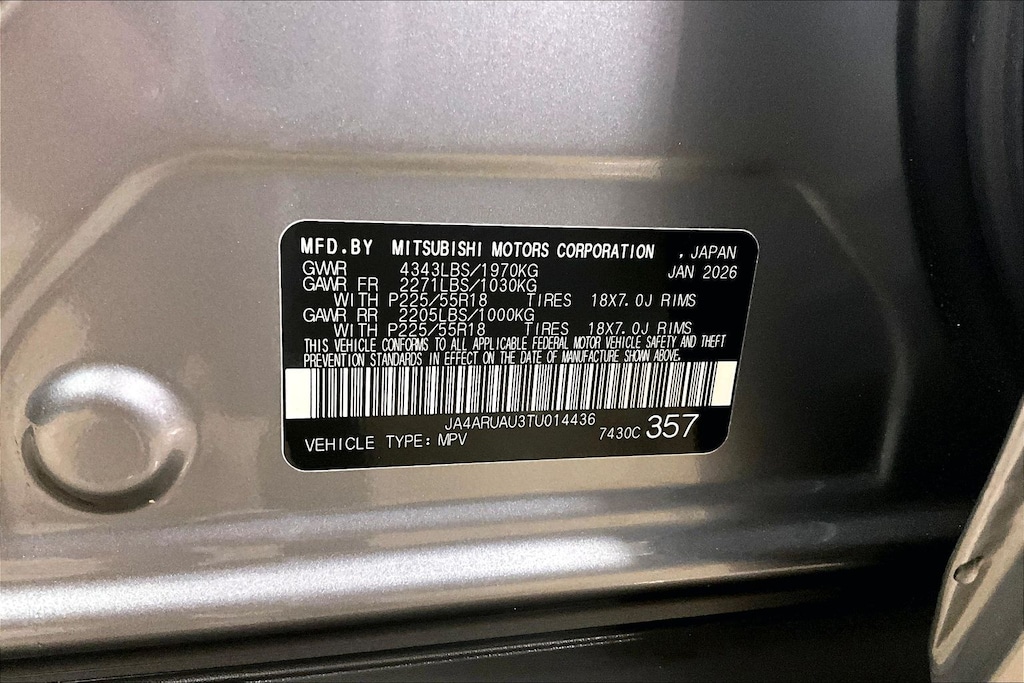 MFD.BY MITSUBISHI MOTORS CORPORATION , JAPAN
GVWR 4343LBS/1970KG JAN 2026
GAWR FR 2271LBS/1030KG
WITH P225/55R18 TIRES 18X7.0J RIMS
GAWR RR 2205LBS/1000KG
WITH P225/55R18 TIRES 18X7.0J RIMS
THIS VEHICLE CONFORMS TO ALL APPLICABLE FEDERAL MOTOR VEHICLE SAFETY AND THEFT
PREVENTION STANDARDS IN EFFECT ON THE DATE OF MANUFACTURE SHOWN ABOVE.
JA4ARUAU3TU014436
VEHICLE TYPE: MPV 7430C 357